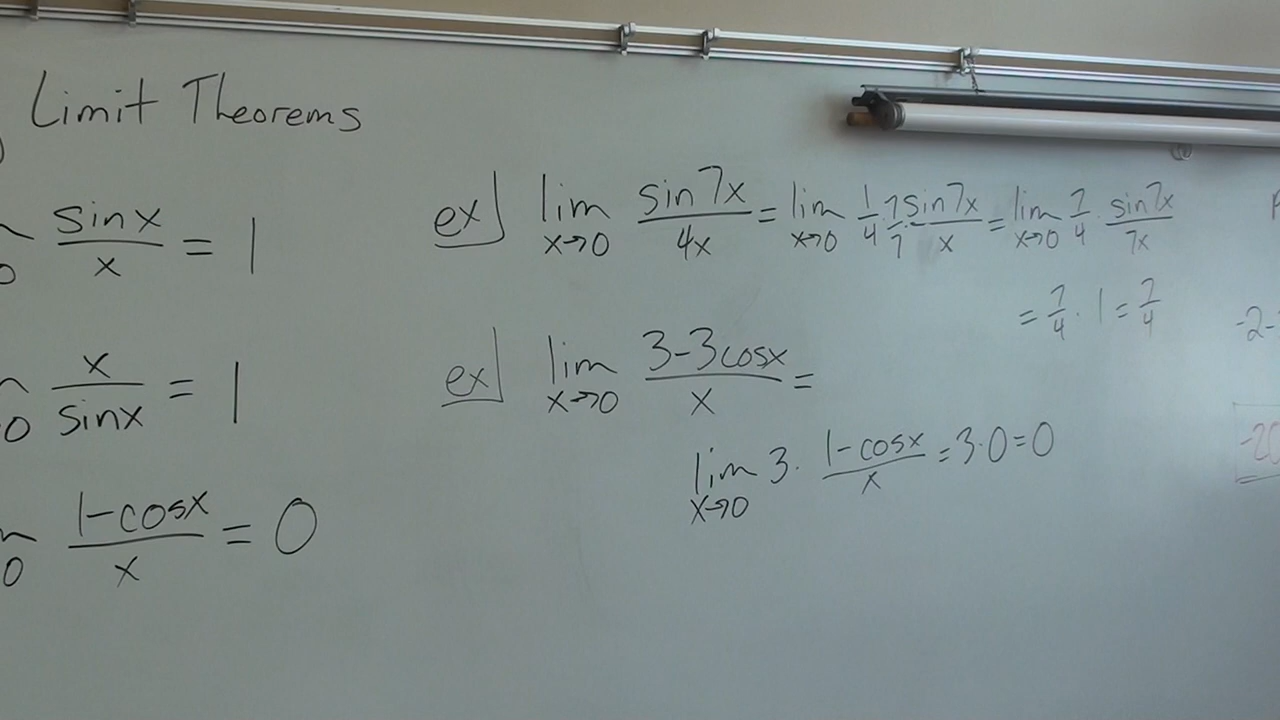 Limit Theorems
sinx/x = 1
x/sinx = 1
1-cosx/x = 0
ex] lim x→0 sin7x/4x = lim x→0 1/4 · 7/7 · sin7x/x = lim x→0 7/4 · sin7x/7x
= 7/4 · 1 = 7/4
ex] lim x→0 3-3cosx/x =
lim x→0 3 · 1-cosx/x = 3·0=0
-2-
-20